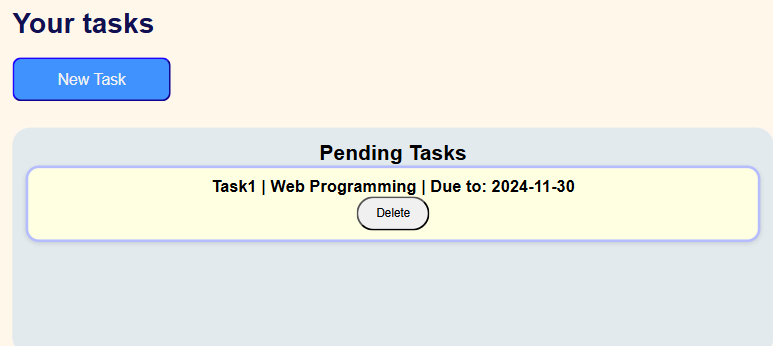 Your tasks
New Task
Pending Tasks
Task1 | Web Programming | Due to: 2024-11-30
Delete